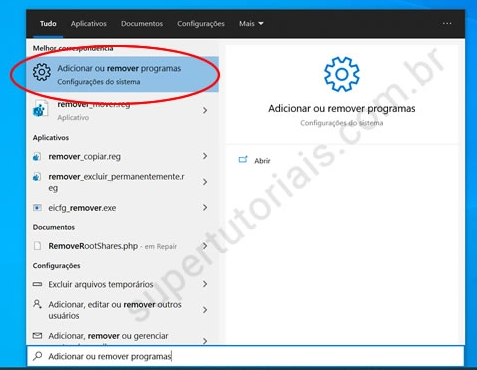 Tudo Aplicativos Documentos Configurações Mais
Melhor correspondência
Adicionar ou remover programas
Configurações do sistema
remover_mover.reg
Aplicativo
Aplicativos
remover_copiar.reg
remover_excluir_permanentemente.r
eg
eicfg_remover.exe
Documentos
RemoveRootShares.php - em Repair
Configurações
Excluir arquivos temporários
Adicionar, editar ou remover outros
usuários
Adicionar, remover ou gerenciar
Adicionar ou remover programas
Configurações do sistema
Abrir
supertutoriais.com.br
Adicionar ou remover programas